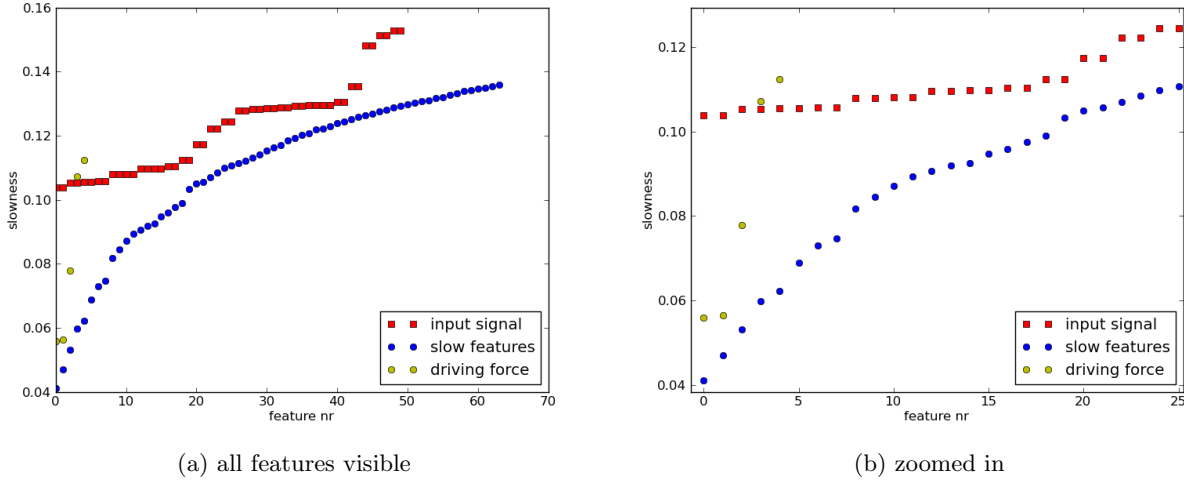 0.16
0.14
0.12
0.10
0.08
0.06
0.04
slowness
0 10 20 30 40 50 60 70
feature nr
input signal
slow features
driving force
(a) all features visible
0.12
0.10
0.08
0.06
0.04
slowness
0 5 10 15 20 25
feature nr
input signal
slow features
driving force
(b) zoomed in